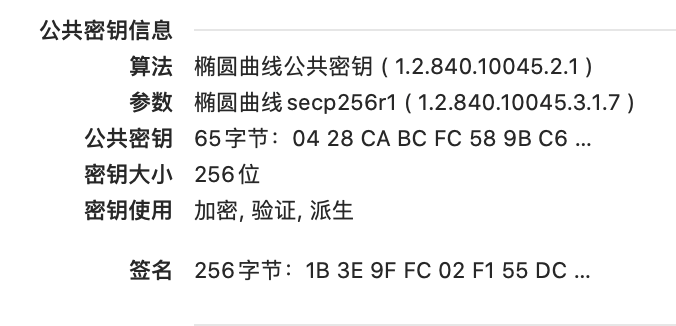 公共密钥信息
算法 椭圆曲线公共密钥 ( 1.2.840.10045.2.1 )
参数 椭圆曲线 secp256r1 ( 1.2.840.10045.3.1.7 )
公共密钥 65 字节： 04 28 CA BC FC 58 9B C6 ...
密钥大小 256 位
密钥使用 加密, 验证, 派生
签名 256 字节： 1B 3E 9F FC 02 F1 55 DC ...